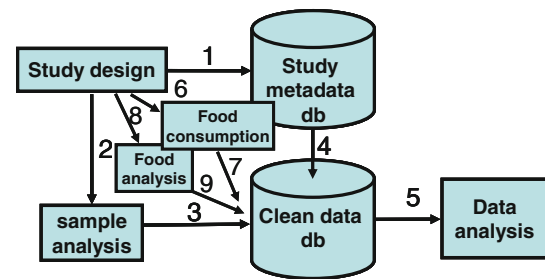 1
Study design
Study
metadata
db
6
8
Food
consumption
2
Food
analysis
7
4
9
sample
analysis
3
Clean data
db
5
Data
analysis